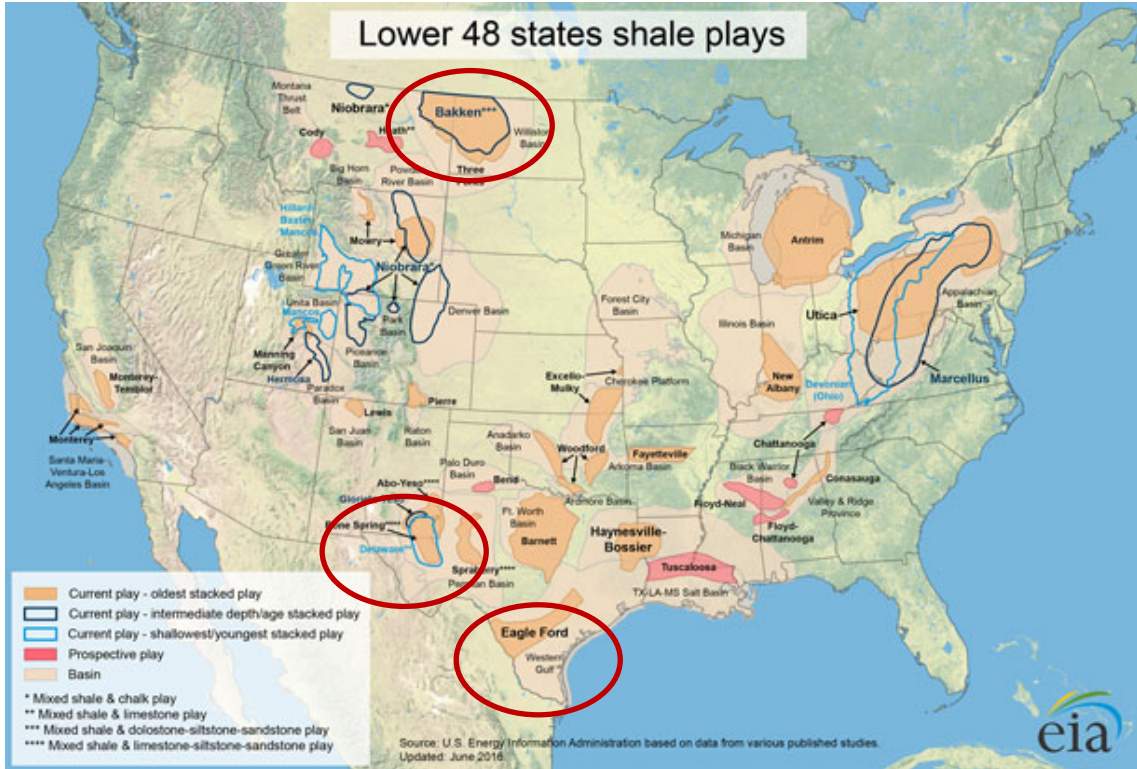 Lower 48 states shale plays
Montana
Thrust
Belt
Niobrara*
Bakken***
Cody
Heath**
Williston
Basin
Big Horn
Basin
Powder
River Basin
Three
Forks
Hilliard-
Baxter-
Mancos
Mowry
Greater
Green River
Basin
Niobrara*
Michigan
Basin
Antrim
Uinta Basin
Mancos
Park
Basin
Denver Basin
Forest City
Basin
Illinois Basin
Utica
Appalachian
Basin
San Joaquin
Basin
Monterey-
Temblor
Manning
Canyon
Hermosa
Piceance
Basin
Paradox
Basin
Excello-
Mulky
Cherokee Platform
New
Albany
Devonian
(Ohio)
Marcellus
Lewis
Pierre
Monterey
San Juan
Basin
Raton
Basin
Anadarko
Basin
Woodford
Fayetteville
Arkoma Basin
Chattanooga
Santa Maria-
Ventura-Los
Angeles Basin
Palo Duro
Basin
Bend
Ardmore Basin
Black Warrior
Basin
Conasauga
Abo-Yeso****
Floyd-Neal
Valley & Ridge
Province
Bone Spring****
Delaware
Ft. Worth
Basin
Barnett
Haynesville-
Bossier
Floyd-
Chattanooga
Spraberry****
Permian Basin
Tuscaloosa
TX-LA-MS Salt Basin
Eagle Ford
Western
Gulf
Current play - oldest stacked play
Current play - intermediate depth/age stacked play
Current play - shallowest/youngest stacked play
Prospective play
Basin
* Mixed shale & chalk play
** Mixed shale & limestone play
*** Mixed shale & dolostone-siltstone-sandstone play
**** Mixed shale & limestone-siltstone-sandstone play
Source: U.S. Energy Information Administration based on data from various published studies.
Updated: June 2016
eia